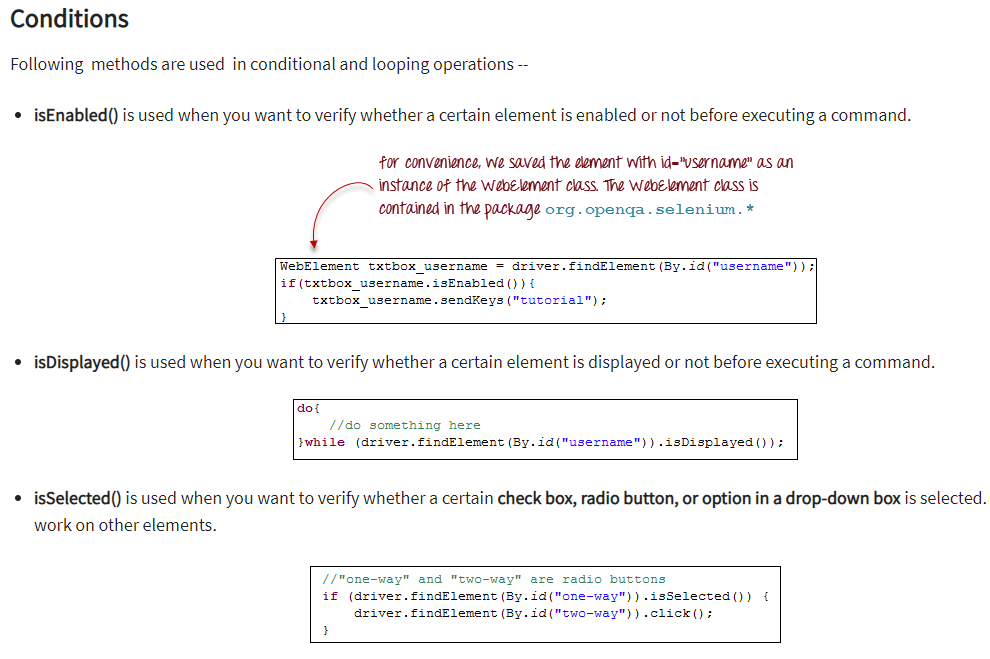 Conditions
Following methods are used in conditional and looping operations --
isEnabled() is used when you want to verify whether a certain element is enabled or not before executing a command.
for convenience, we saved the element with id="username" as an
instance of the WebElement class. The WebElement class is
contained in the package org.openqa.selenium.*
WebElement txtbox_username = driver.findElement(By.id("username"));
if(txtbox_username.isEnabled()){
    txtbox_username.sendKeys("tutorial");
}
isDisplayed() is used when you want to verify whether a certain element is displayed or not before executing a command.
do{
    //do something here
}while (driver.findElement(By.id("username")).isDisplayed());
isSelected() is used when you want to verify whether a certain check box, radio button, or option in a drop-down box is selected.
work on other elements.
//"one-way" and "two-way" are radio buttons
if (driver.findElement(By.id("one-way")).isSelected()) {
    driver.findElement(By.id("two-way")).click();
}